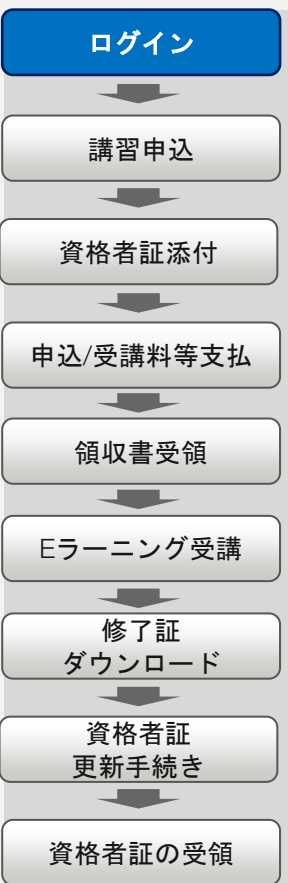 ログイン
講習申込
資格者証添付
申込/受講料等支払
領収書受領
Eラーニング受講
修了証
ダウンロード
資格者証
更新手続き
資格者証の受領